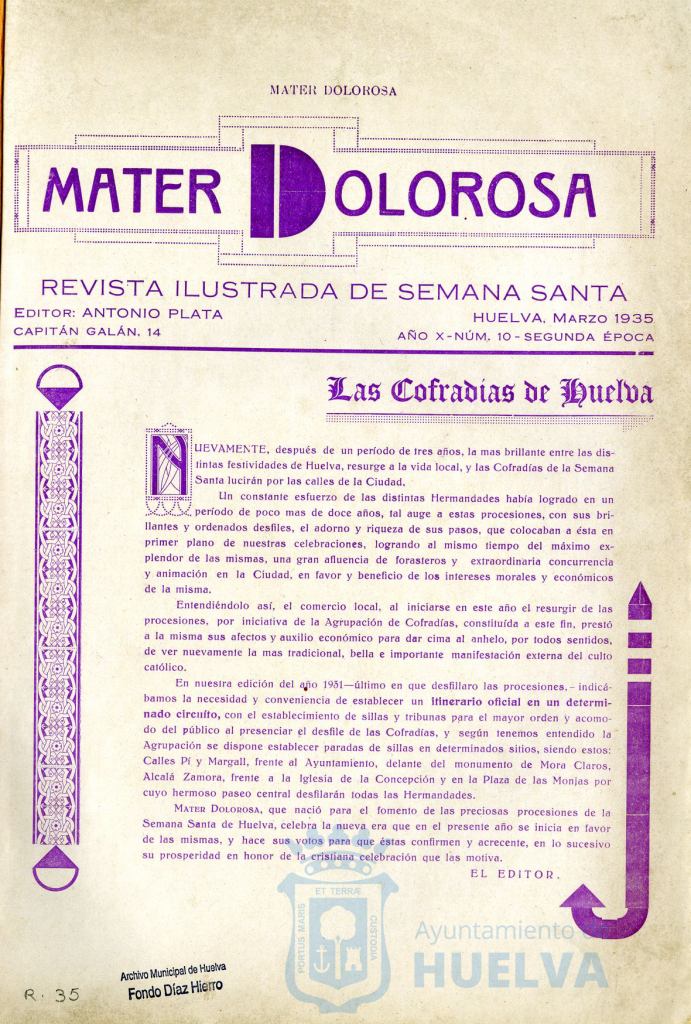 MATER DOLOROSA
MATER DOLOROSA
REVISTA ILUSTRADA DE SEMANA SANTA
EDITOR: ANTONIO PLATA
CAPITÁN GALÁN, 14
HUELVA, MARZO 1935
AÑO X-NÚM. 10 - SEGUNDA ÉPOCA
Las Cofradías de Huelva
NUEVAMENTE, después de un período de tres años, la mas brillante entre las dis-
tintas festividades de Huelva, resurge a la vida local, y las Cofradías de la Semana
Santa lucirán por las calles de la Ciudad.
Un constante esfuerzo de las distintas Hermandades había logrado en un
período de poco mas de doce años, tal auge a estas procesiones, con sus bri-
llantes y ordenados desfiles, el adorno y riqueza de sus pasos, que colocaban a ésta en
primer plano de nuestras celebraciones, logrando al mismo tiempo del máximo ex-
plendor de las mismas, una gran afluencia de forasteros y extraordinaria concurrencia
y animación en la Ciudad, en favor y beneficio de los intereses morales y económicos
de la misma.
Entendiéndolo así, el comercio local, al iniciarse en este año el resurgir de las
procesiones, por iniciativa de la Agrupación de Cofradías, constituída a este fin, prestó
a la misma sus afectos y auxilio económico para dar cima al anhelo, por todos sentidos,
de ver nuevamente la mas tradicional, bella e importante manifestación externa del culto
católico.
En nuestra edición del año 1931—último en que desfillaro las procesiones,- indicá-
bamos la necesidad y conveniencia de establecer un itinerario oficial en un determi-
nado circuíto, con el establecimiento de sillas y tribunas para el mayor orden y acomo-
do del público al presenciar el desfile de las Cofradías, y según tenemos entendido la
Agrupación se dispone establecer paradas de sillas en determinados sitios, siendo estos:
Calles Pí y Margall, frente al Ayuntamiento, delante del monumento de Mora Claros,
Alcalá Zamora, frente a la Iglesia de la Concepción y en la Plaza de las Monjas por
cuyo hermoso paseo central desfilarán todas las Hermandades.
MATER DOLOROSA, que nació para el fomento de las preciosas procesiones de la
Semana Santa de Huelva, celebra la nueva era que en el presente año se inicia en favor
de las mismas, y hace sus votos para que éstas confirmen y acrecente, en lo sucesivo
su prosperidad en honor de la cristiana celebración que las motiva.
EL EDITOR.
PORTUS MARIS
ET TERRÆ
CUSTODIA
Ayuntamiento de
HUELVA
Archivo Municipal de Huelva
Fondo Díaz Hierro
R. 35